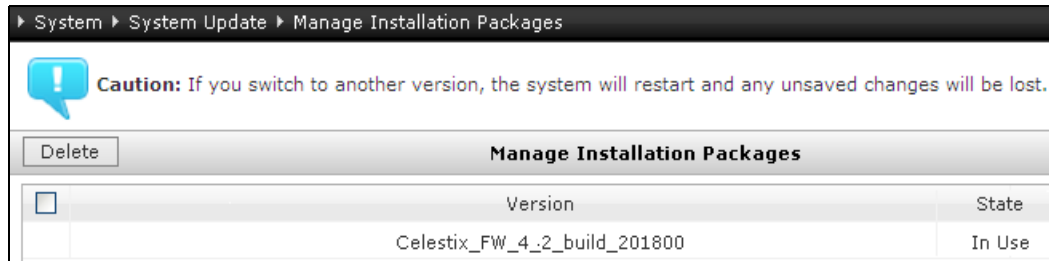 System System Update Manage Installation Packages
Caution: If you switch to another version, the system will restart and any unsaved changes will be lost.
Delete Manage Installation Packages
Version State
Celestix_FW_4_.2_build_201800 In Use